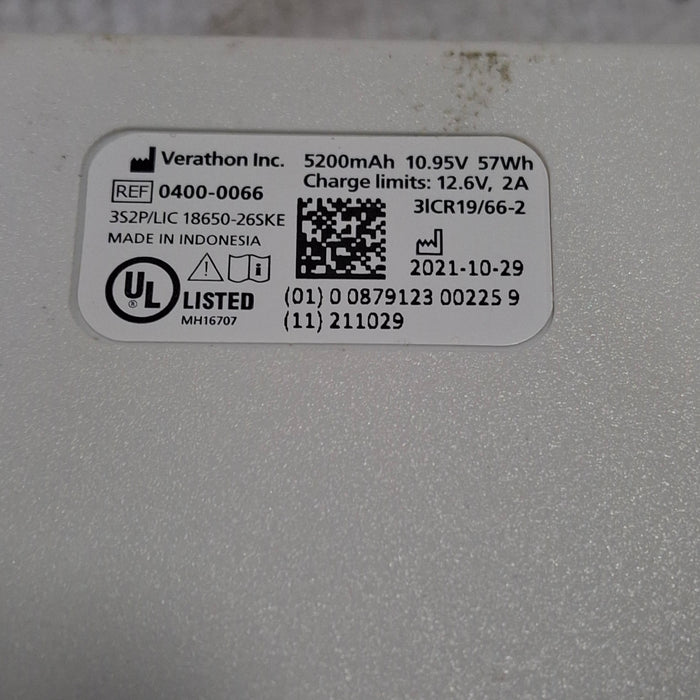 Verathon Inc. 5200mAh 10.95V 57Wh
REF 0400-0066 Charge limits: 12.6V, 2A
3S2P/LIC 18650-26SKE 3ICR19/66-2
MADE IN INDONESIA
2021-10-29
UL ® LISTED
MH16707
(01) 0 0879123 00225 9
(11) 211029